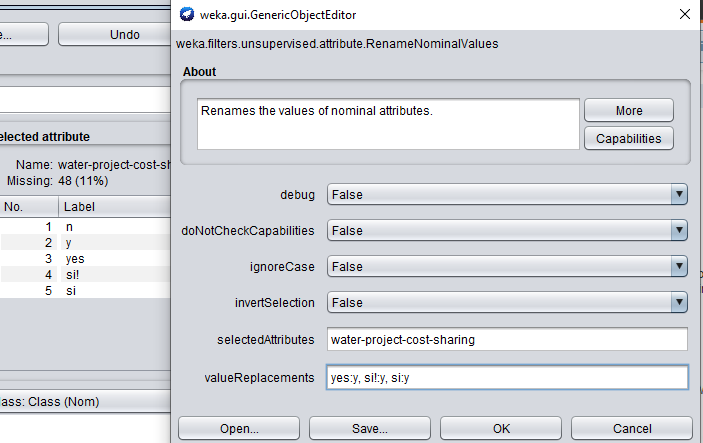 weka.gui.GenericObjectEditor
e...
Undo
weka.filters.unsupervised.attribute.RenameNominalValues
About
Renames the values of nominal attributes.
More
Capabilities
elected attribute
Name: water-project-cost-sh
Missing: 48 (11%)
No. Label
1 n
2 y
3 yes
4 si!
5 si
debug False
doNotCheckCapabilities False
ignoreCase False
invertSelection False
selectedAttributes water-project-cost-sharing
valueReplacements yes:y, si!:y, si:y
lass: Class (Nom)
Open...
Save...
OK
Cancel